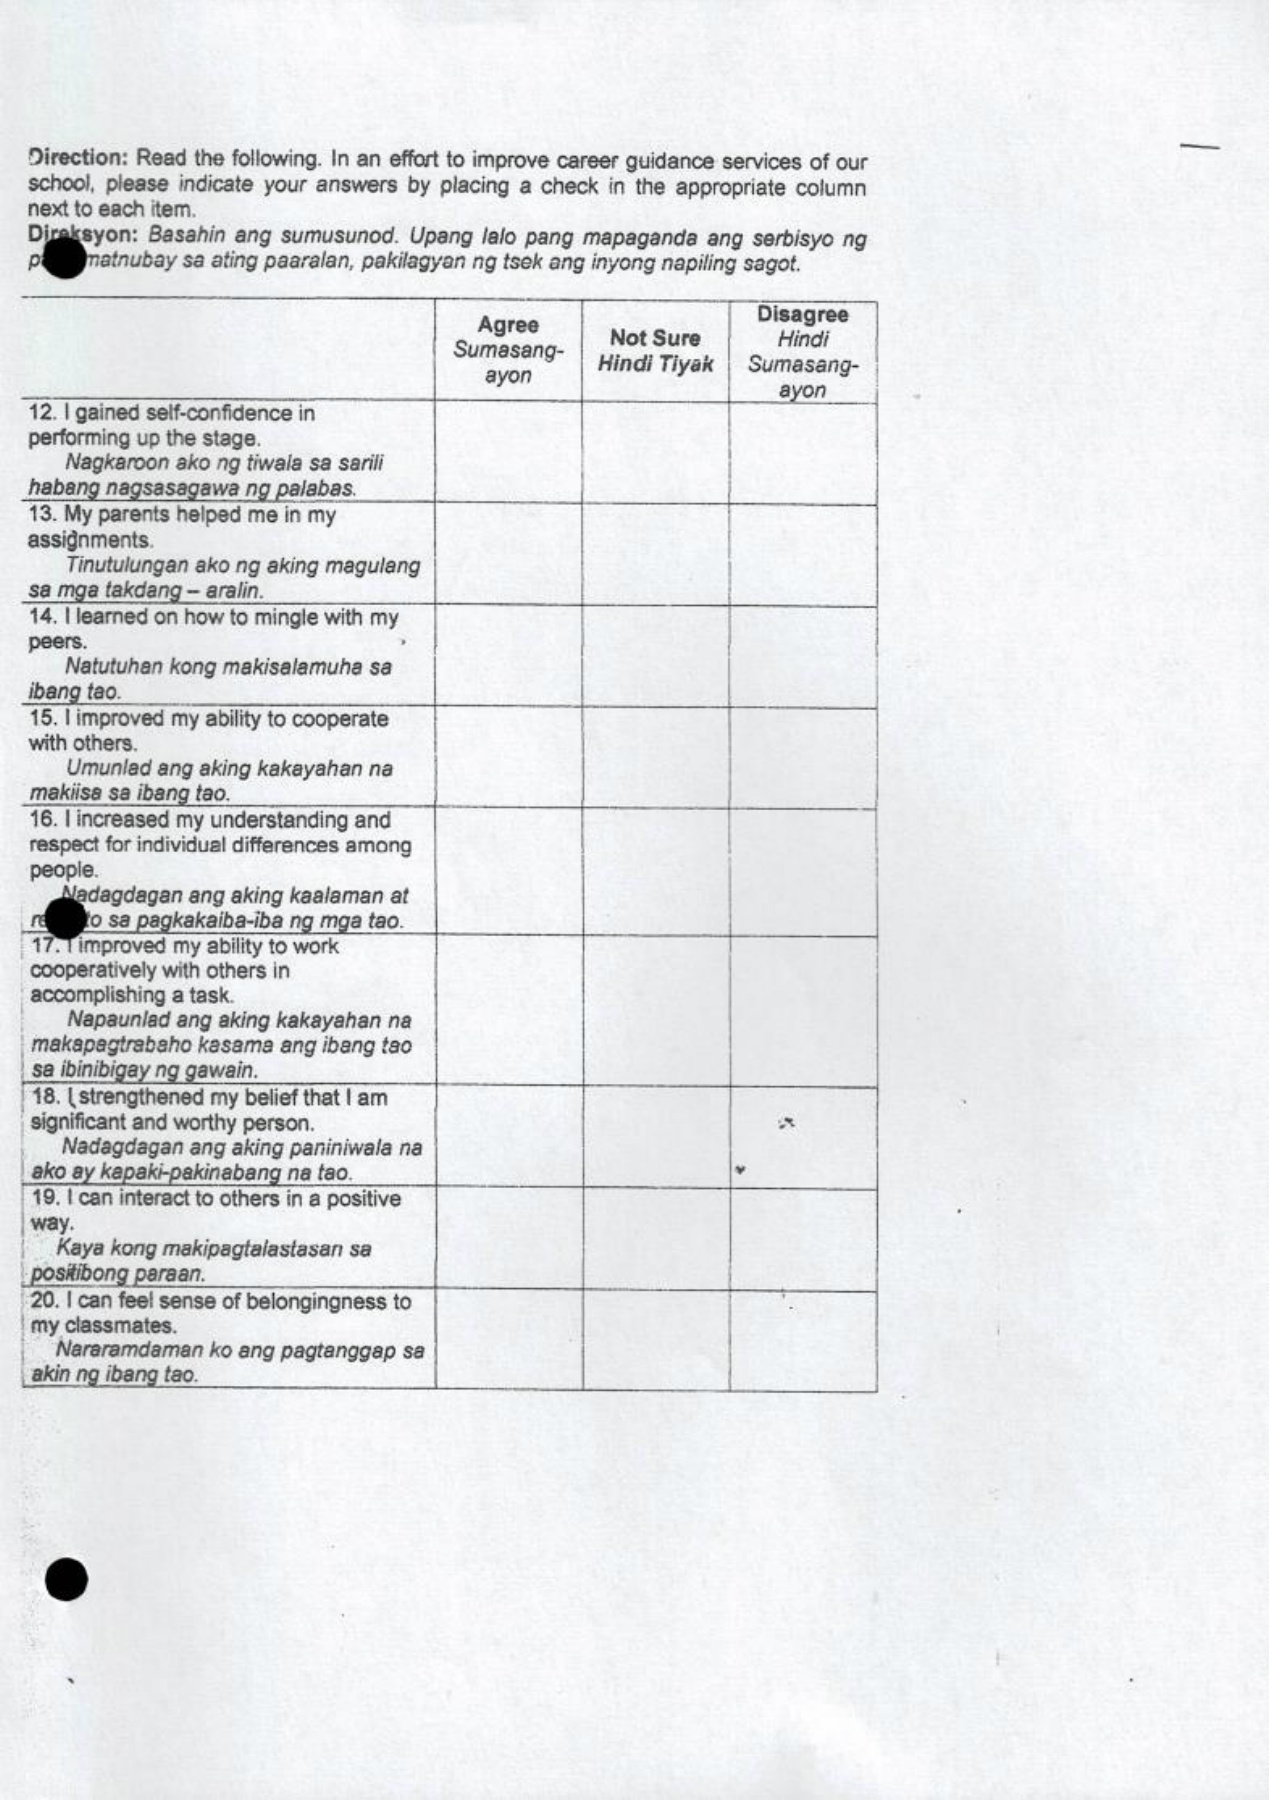 Direction: Read the following. In an effort to improve career guidance services of our
school, please indicate your answers by placing a check in the appropriate column
next to each item.
Direksyon: Basahin ang sumusunod. Upang lalo pang mapaganda ang serbisyo ng
matnubay sa ating paaralan, pakilagyan ng tsek ang inyong napiling sagot.
Agree
Sumasang-
ayon
Not Sure
Hindi Tiyak
Disagree
Hindi
Sumasang-
ayon
12. I gained self-confidence in
performing up the stage.
Nagkaroon ako ng tiwala sa sarili
habang nagsasagawa ng palabas.
13. My parents helped me in my
assignments.
Tinutulungan ako ng aking magulang
sa mga takdang – aralin.
14. I learned on how to mingle with my
peers.
Natutuhan kong makisalamuha sa
ibang tao.
15. I improved my ability to cooperate
with others.
Umunlad ang aking kakayahan na
makiisa sa ibang tao.
16. I increased my understanding and
respect for individual differences among
people.
Nadagdagan ang aking kaalaman at
sa pagkakaiba-iba ng mga tao.
17. I improved my ability to work
cooperatively with others in
accomplishing a task.
Napaunlad ang aking kakayahan na
makapagtrabaho kasama ang ibang tao
sa ibinibigay ng gawain.
18. I strengthened my belief that I am
significant and worthy person.
Nadagdagan ang aking paniniwala na
ako ay kapaki-pakinabang na tao.
19. I can interact to others in a positive
way.
Kaya kong makipagtalastasan sa
positibong paraan.
20. I can feel sense of belongingness to
my classmates.
Nararamdaman ko ang pagtanggap sa
akin ng ibang tao.